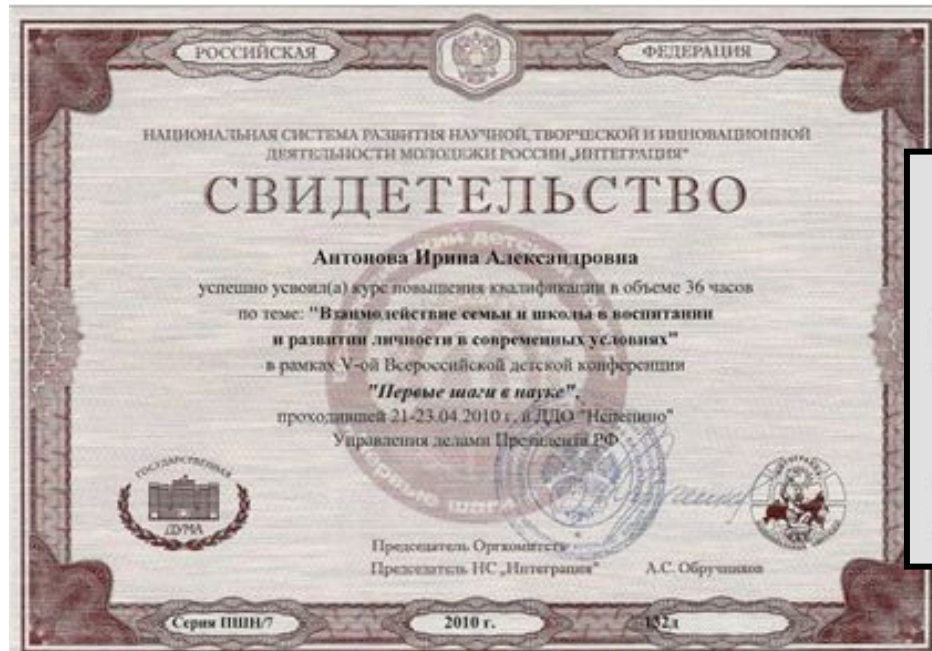 РОССИЙСКАЯ ФЕДЕРАЦИЯ
НАЦИОНАЛЬНАЯ СИСТЕМА РАЗВИТИЯ НАУЧНОЙ, ТВОРЧЕСКОЙ И ИННОВАЦИОННОЙ
ДЕЯТЕЛЬНОСТИ МОЛОДЕЖИ РОССИИ „ИНТЕГРАЦИЯ"
СВИДЕТЕЛЬСТВО
Антонова Ирина Александровна
успешно усвоил(а) курс повышения квалификации в объеме 36 часов
по теме: "Взаимодействие семьи и школы в воспитании
и развитии личности в современных условиях"
в рамках V-ой Всероссийской детской конференции
"Первые шаги в науке",
проходившей 21-23.04.2010 г. в ДДО "Непецино"
Управления делами Президента РФ
ГОСУДАРСТВЕННАЯ
ДУМА
Председатель Оргкомитета
Председатель НС „Интеграция" А.С. Обручников
Серия ПШН/7 2010 г.